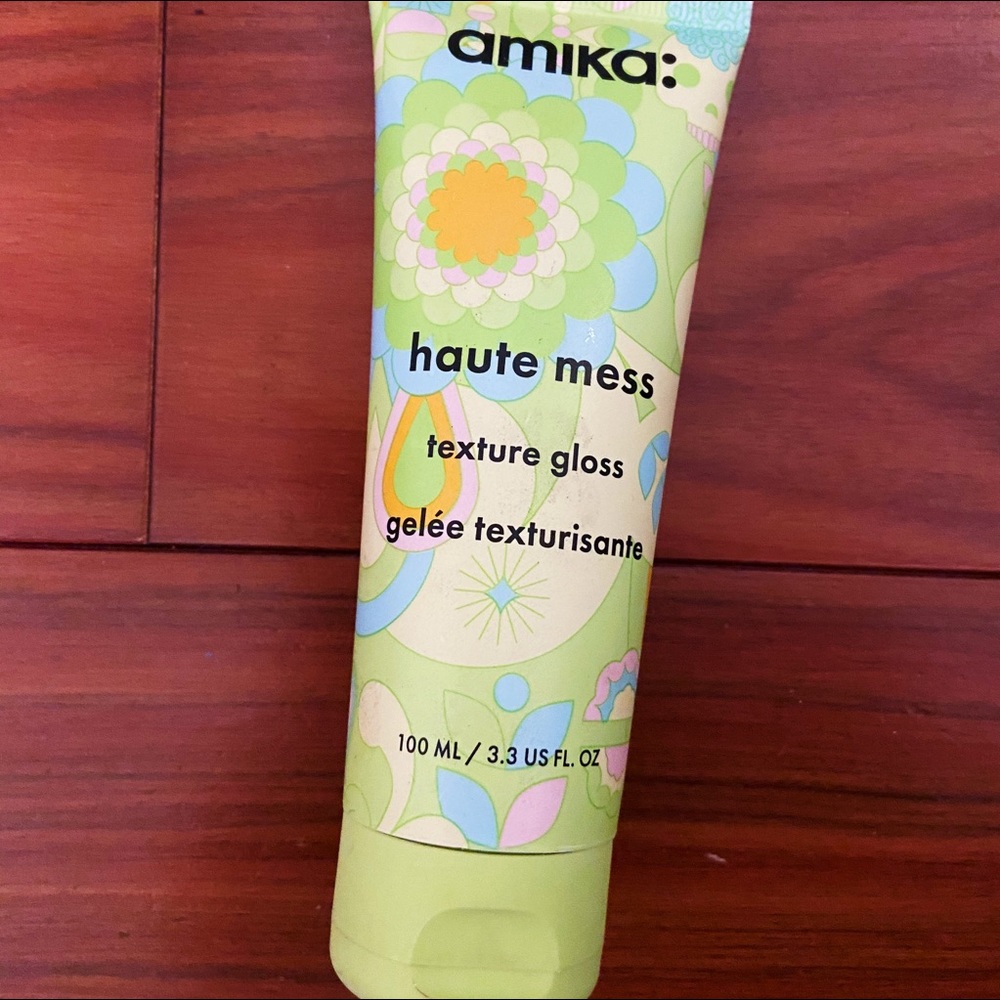 amika:
haute mess
texture gloss
gelée texturisante
100 ML / 3.3 US FL. OZ